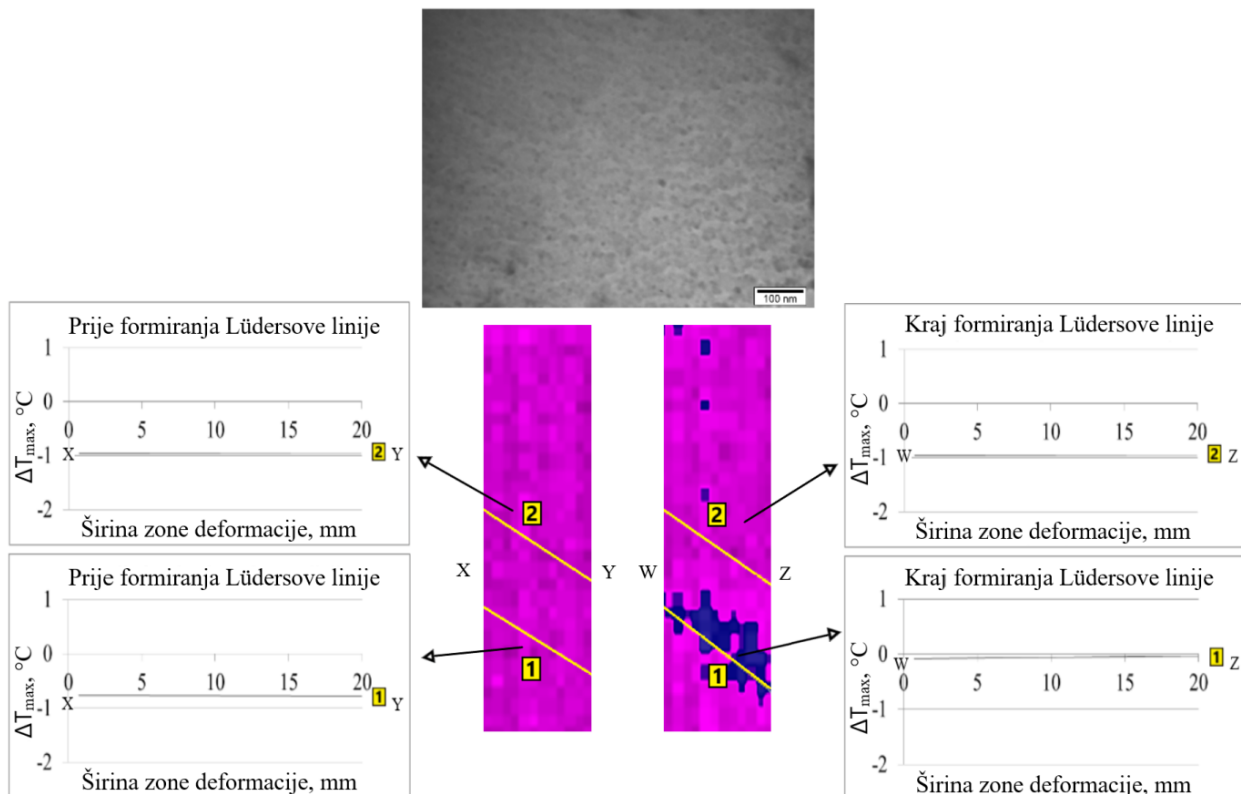 100 nm
Prije formiranja Lüdersove linije
1
0
-1
-2
0 5 10 15 20
X
2 Y
ΔTmax, °C
Širina zone deformacije, mm
Prije formiranja Lüdersove linije
1
0
-1
-2
0 5 10 15 20
X
1 Y
ΔTmax, °C
Širina zone deformacije, mm
2
X Y
1
2
W Z
1
Kraj formiranja Lüdersove linije
1
0
-1
-2
0 5 10 15 20
W
2 Z
ΔTmax, °C
Širina zone deformacije, mm
Kraj formiranja Lüdersove linije
1
0
-1
-2
0 5 10 15 20
W
1 Z
ΔTmax, °C
Širina zone deformacije, mm